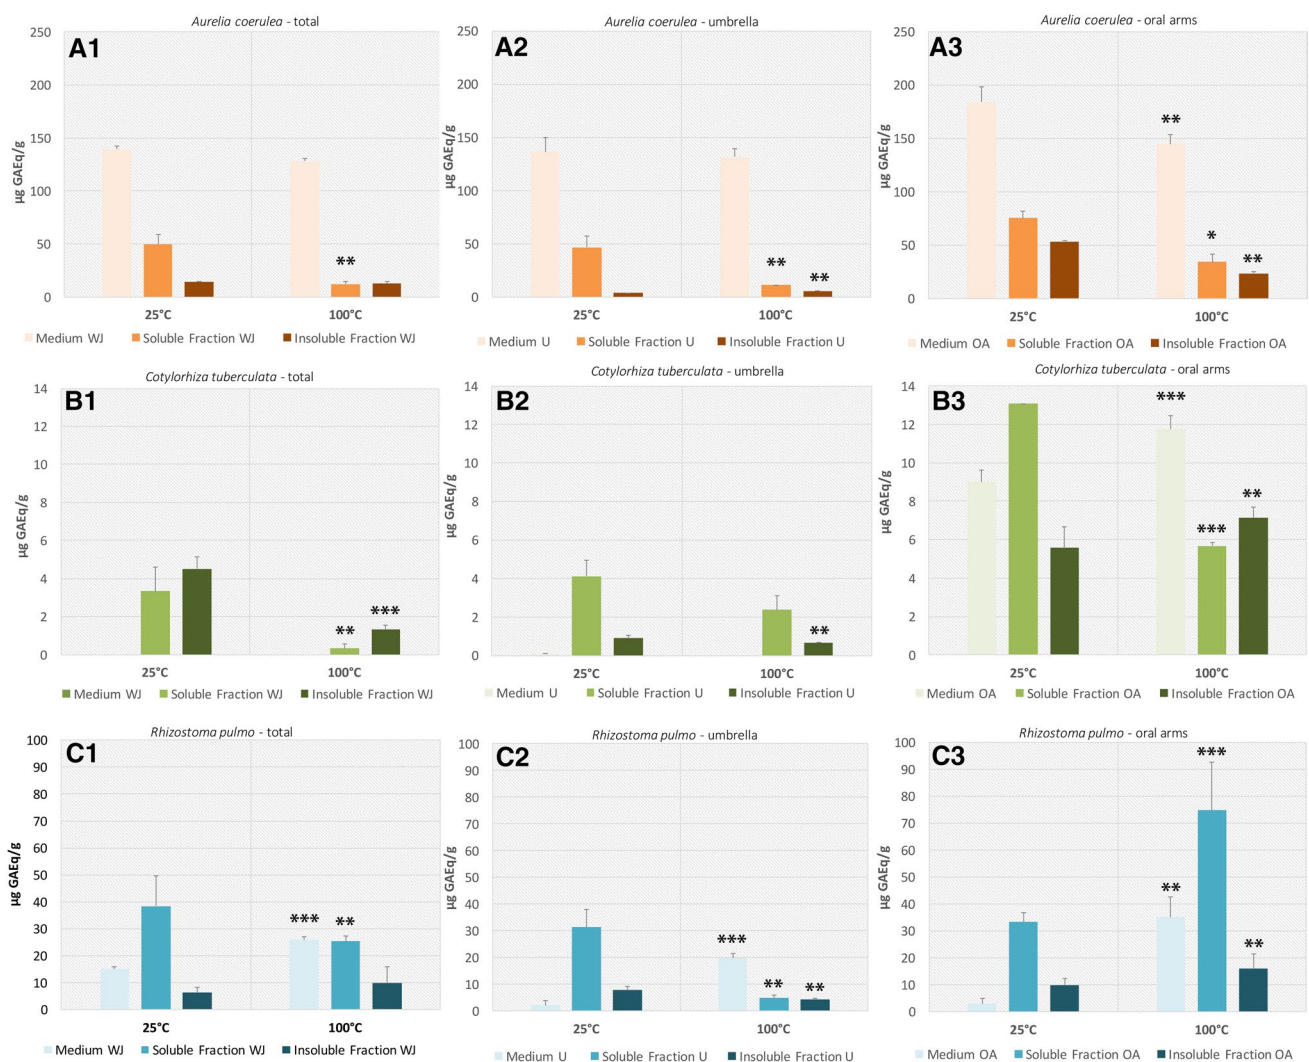 Aurelia coerulea - total
A1
250
200
150
100
50
0
µg GAEq/g
**
25°C 100°C
Medium WJ Soluble Fraction WJ Insoluble Fraction WJ
Aurelia coerulea - umbrella
A2
250
200
150
100
50
0
µg GAEq/g
** **
25°C 100°C
Medium U Soluble Fraction U Insoluble Fraction U
Aurelia coerulea - oral arms
A3
250
200
150
100
50
0
µg GAEq/g
** * **
25°C 100°C
Medium OA Soluble Fraction OA Insoluble Fraction OA
Cotylorhiza tuberculata - total
B1
14
12
10
8
6
4
2
0
µg GAEq/g
** ***
25°C 100°C
Medium WJ Soluble Fraction WJ Insoluble Fraction WJ
Cotylorhiza tuberculata - umbrella
B2
14
12
10
8
6
4
2
0
µg GAEq/g
**
25°C 100°C
Medium U Soluble Fraction U Insoluble Fraction U
Cotylorhiza tuberculata - oral arms
B3
14
12
10
8
6
4
2
0
µg GAEq/g
*** *** **
25°C 100°C
Medium OA Soluble Fraction OA Insoluble Fraction OA
Rhizostoma pulmo - total
C1
100
90
80
70
60
50
40
30
20
10
0
µg GAEq/g
*** **
25°C 100°C
Medium WJ Soluble Fraction WJ Insoluble Fraction WJ
Rhizostoma pulmo - umbrella
C2
100
90
80
70
60
50
40
30
20
10
0
µg GAEq/g
*** ** **
25°C 100°C
Medium U Soluble Fraction U Insoluble Fraction U
Rhizostoma pulmo - oral arms
C3
100
90
80
70
60
50
40
30
20
10
0
µg GAEq/g
** *** **
25°C 100°C
Medium OA Soluble Fraction OA Insoluble Fraction OA